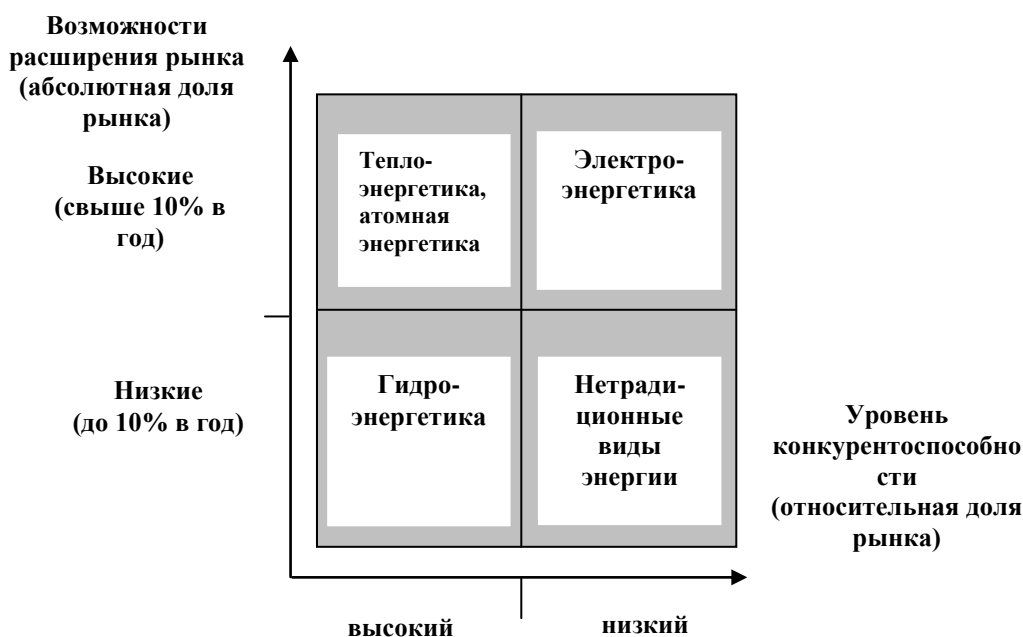 Возможности
расширения рынка
(абсолютная доля
рынка)
Высокие
(свыше 10% в
год)
Тепло-
энергетика,
атомная
энергетика
Электро-
энергетика
Низкие
(до 10% в год)
Гидро-
энергетика
Нетради-
ционные
виды
энергии
Уровень
конкурентоспособно
сти
(относительная доля
рынка)
высокий
низкий